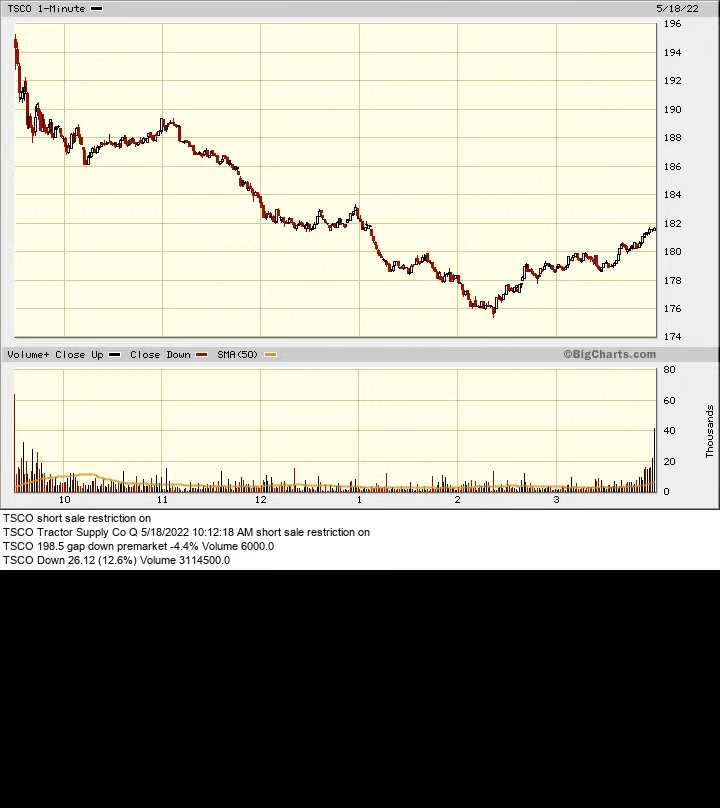 TSCO 1-Minute 5/18/22
196
194
192
190
188
186
184
182
180
178
176
174
Volume+ Close Up Close Down SMA(50) ©BigCharts.com
80
60
40
20
0
Thousands
10 11 12 1 2 3
TSCO short sale restriction on
TSCO Tractor Supply Co Q 5/18/2022 10:12:18 AM short sale restriction on
TSCO 198.5 gap down premarket -4.4% Volume 6000.0
TSCO Down 26.12 (12.6%) Volume 3114500.0